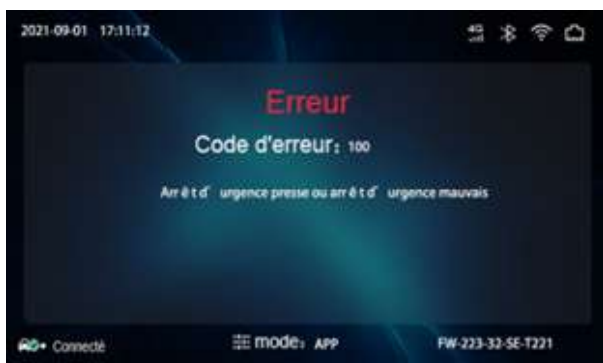 2021-09-01 17:11:12 4G
Erreur
Code d'erreur: 100
Arrêt d' urgence presse ou arrêt d' urgence mauvais
Connecté mode: APP FW-223-32-SE-T221